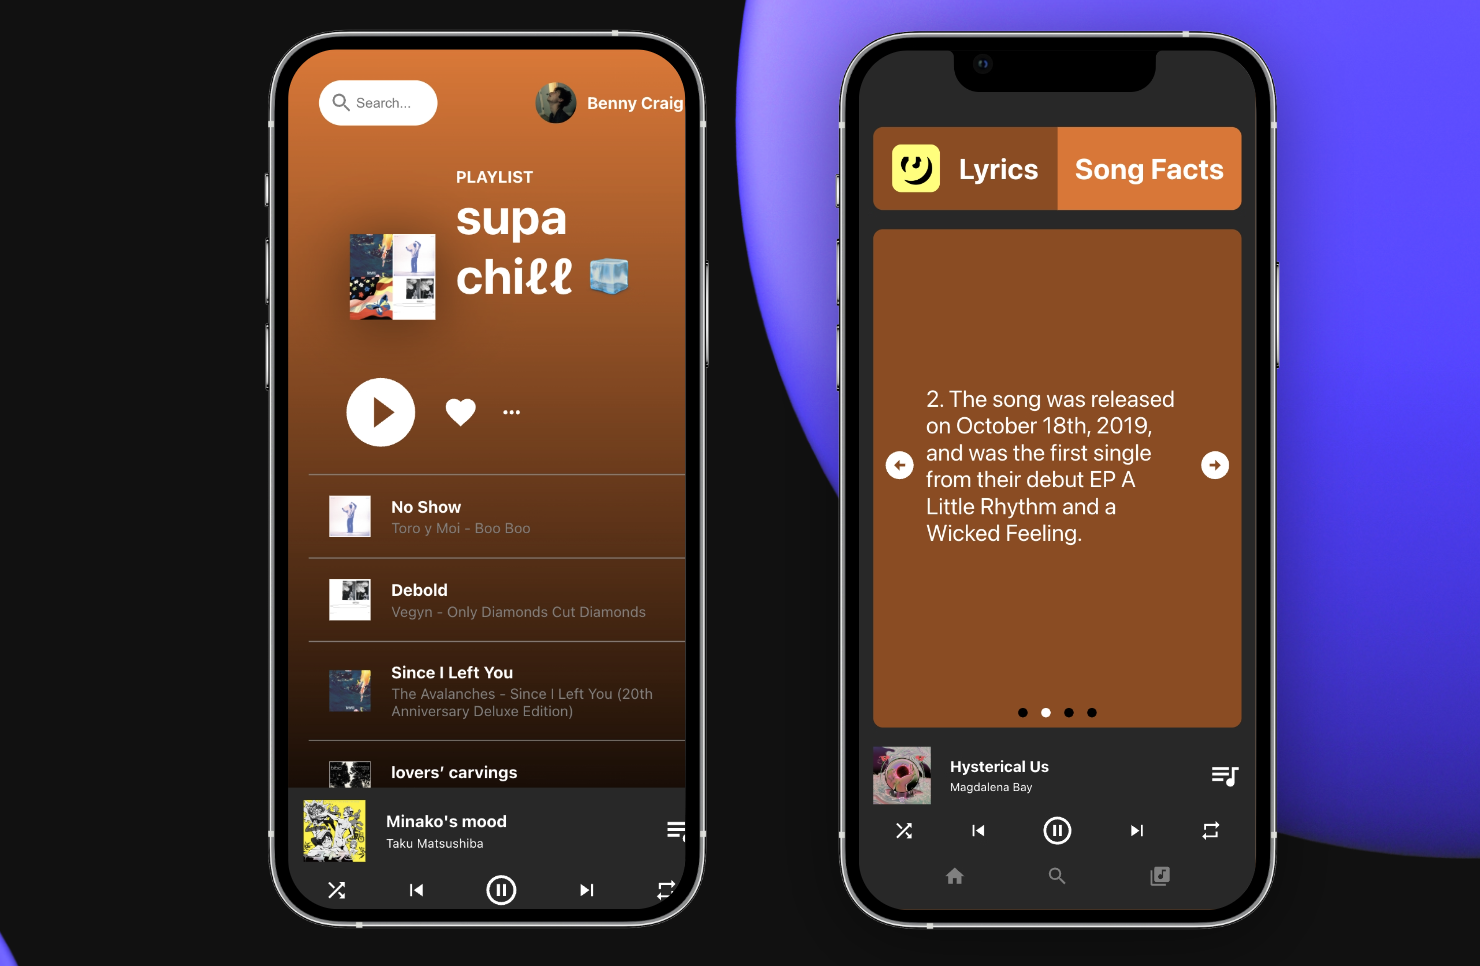 Search...
Benny Craig
PLAYLIST
supa
chiℓℓ 🧊
No Show
Toro y Moi - Boo Boo
Debold
Vegyn - Only Diamonds Cut Diamonds
Since I Left You
The Avalanches - Since I Left You (20th
Anniversary Deluxe Edition)
lovers’ carvings
Minako's mood
Taku Matsushiba
Lyrics
Song Facts
2. The song was released
on October 18th, 2019,
and was the first single
from their debut EP A
Little Rhythm and a
Wicked Feeling.
Hysterical Us
Magdalena Bay